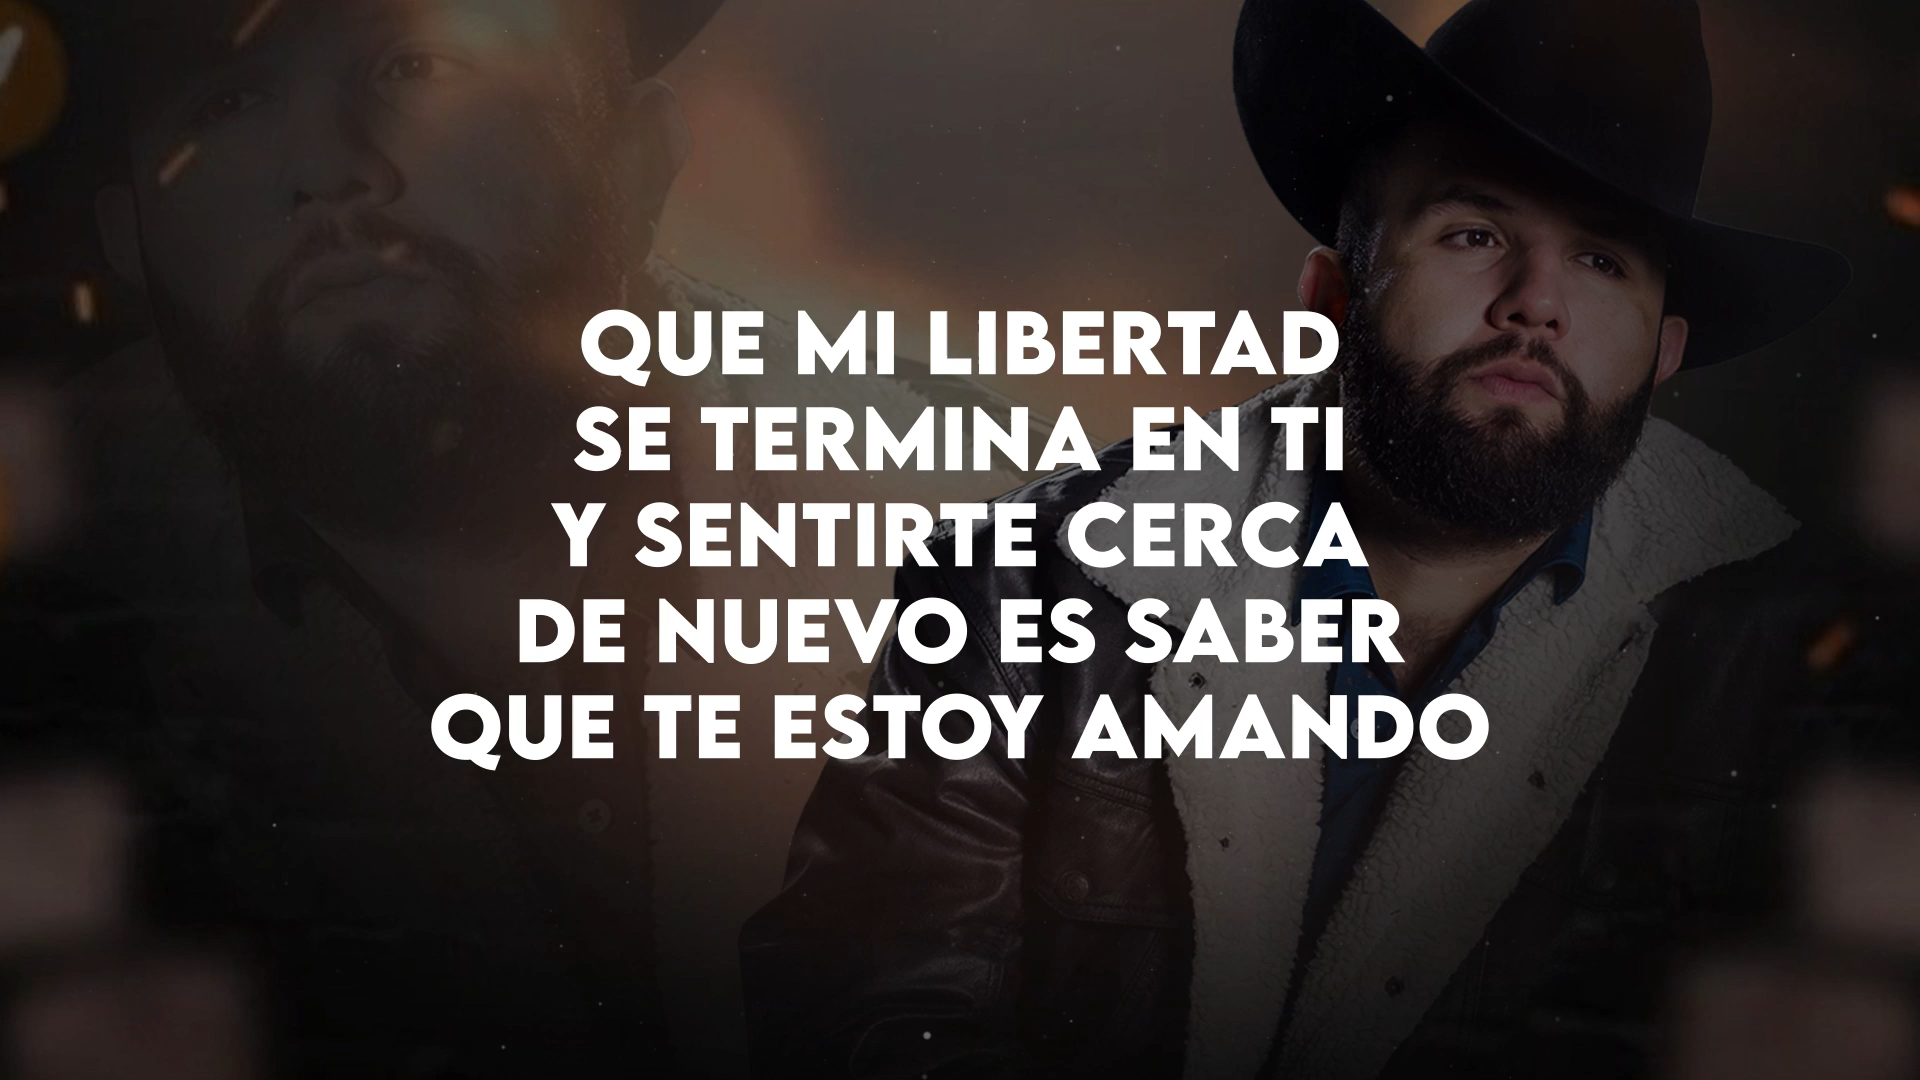 QUE MI LIBERTAD
SE TERMINA EN TI
Y SENTIRTE CERCA
DE NUEVO ES SABER
QUE TE ESTOY AMANDO